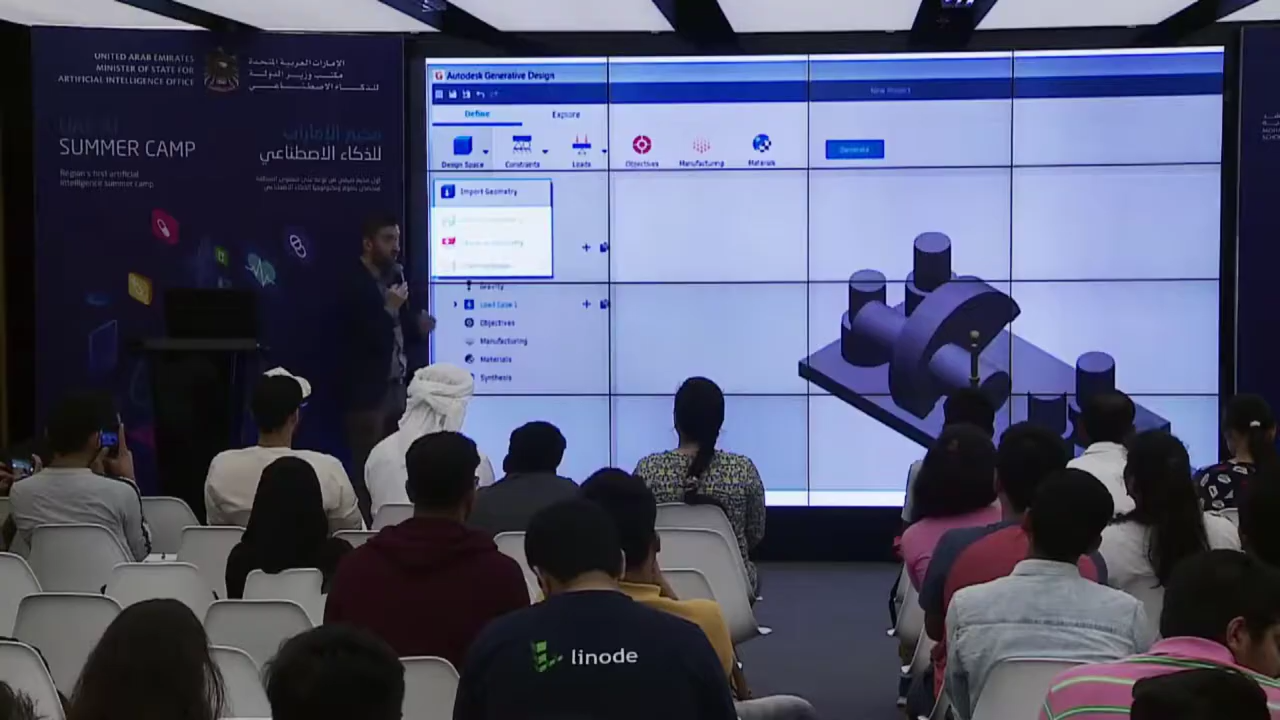 UNITED ARAB EMIRATES
MINISTER OF STATE FOR
ARTIFICIAL INTELLIGENCE OFFICE
الإمارات العربية المتحدة
مكتب وزير الدولة
للذكاء الاصطناعي
SUMMER CAMP
Region's first artificial
intelligence summer camp
مخيم الإمارات
للذكاء الاصطناعي
Autodesk Generative Design
New Project
Define
Explore
Design Space
Constraints
Loads
Objectives
Manufacturing
Materials
Generate
Import Geometry
Gravity
Load Case 1
Objectives
Manufacturing
Materials
Synthesis
linode